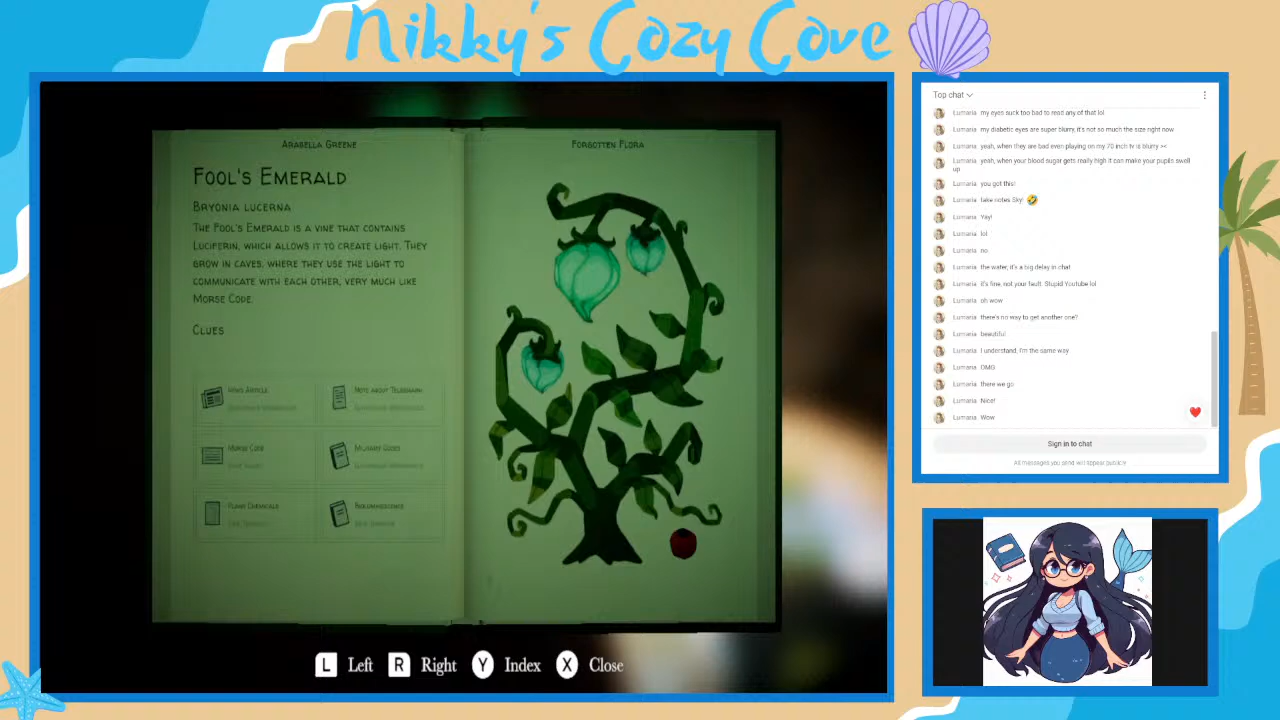 Nikky's Cozy Cove
Arabella Greene
Forgotten Flora
Fool's Emerald
Bryonia lucerna
The Fool's Emerald is a vine that contains
Luciferin, which allows it to create light. They
grow in caves, where they use the light to
communicate with each other, very much like
Morse Code.
Clues
News Article
Note about Telegraph
Morse Code
Military Codes
Plant Chemicals
Bioluminescence
L Left R Right Y Index X Close
Top chat
Lumaria my eyes suck too bad to read any of that lol
Lumaria my diabetic eyes are super blurry, it's not so much the size right now
Lumaria yeah, when they are bad even playing on my 70 inch tv is blurry ><
Lumaria yeah, when your blood sugar gets really high it can make your pupils swell
up
Lumaria you got this!
Lumaria take notes Sky! 🤣
Lumaria Yay!
Lumaria lol
Lumaria no
Lumaria the water, it's a big delay in chat
Lumaria it's fine, not your fault. Stupid Youtube lol
Lumaria oh wow
Lumaria there's no way to get another one?
Lumaria beautiful
Lumaria I understand, I'm the same way
Lumaria OMG
Lumaria there we go
Lumaria Nice!
Lumaria Wow
Sign in to chat
All messages you send will appear publicly